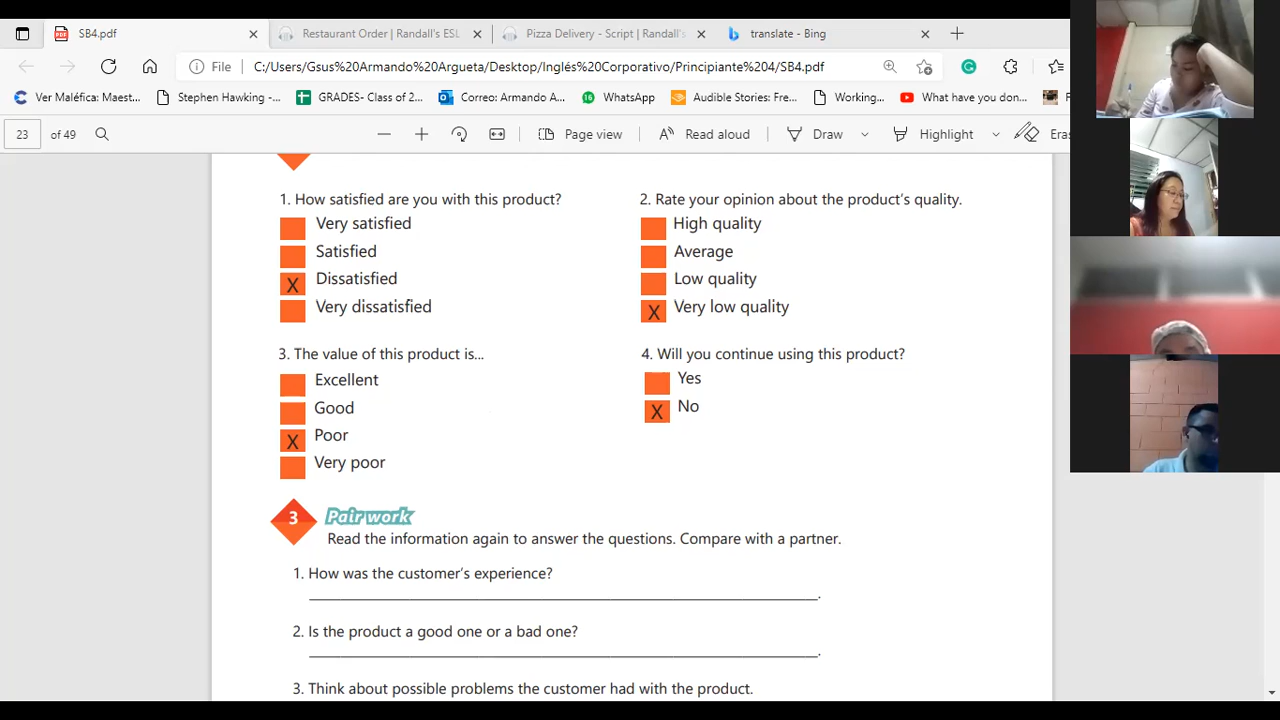 SB4.pdf
Restaurant Order | Randall's ESL
Pizza Delivery - Script | Randall's
translate - Bing
File
C:/Users/Gsus%20Armando%20Argueta/Desktop/Inglés%20Corporativo/Principiante%204/SB4.pdf
Ver Maléfica: Maest...
Stephen Hawking -...
GRADES- Class of 2...
Correo: Armando A...
16
WhatsApp
Audible Stories: Fre...
Working...
What have you don...
23
of 49
Page view
Read aloud
Draw
Highlight
Eras
1. How satisfied are you with this product?
Very satisfied
Satisfied
X Dissatisfied
Very dissatisfied
2. Rate your opinion about the product's quality.
High quality
Average
Low quality
X Very low quality
3. The value of this product is...
Excellent
Good
X Poor
Very poor
4. Will you continue using this product?
Yes
X No
3 Pair work
Read the information again to answer the questions. Compare with a partner.
1. How was the customer's experience?
2. Is the product a good one or a bad one?
3. Think about possible problems the customer had with the product.